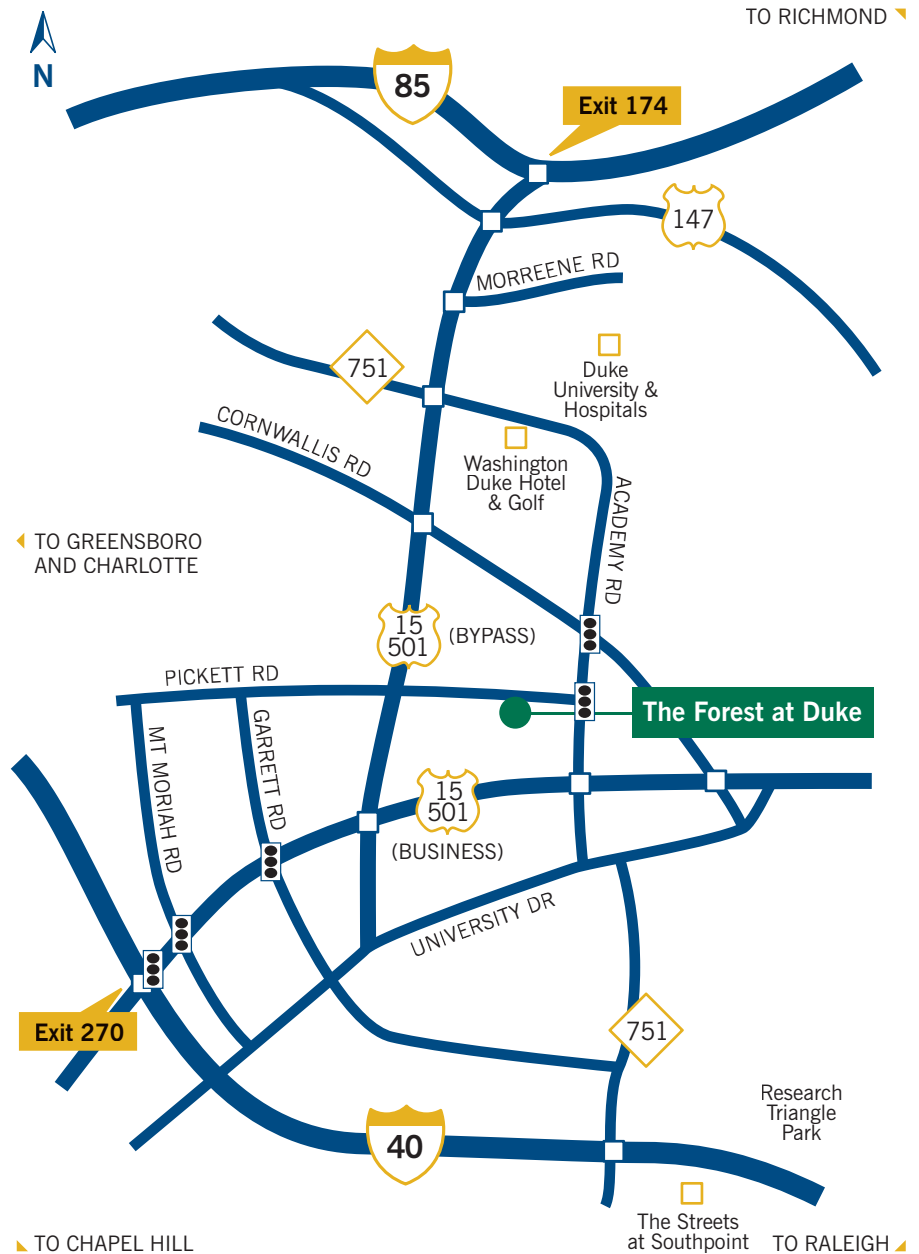 TO RICHMOND
N
85
Exit 174
147
MORREENE RD
751
Duke
University &
Hospitals
CORNWALLIS RD
Washington
Duke Hotel
& Golf
ACADEMY RD
TO GREENSBORO
AND CHARLOTTE
15
501
(BYPASS)
PICKETT RD
The Forest at Duke
MT MORIAH RD
GARRETT RD
15
501
(BUSINESS)
UNIVERSITY DR
Exit 270
751
Research
Triangle
Park
40
The Streets
at Southpoint
TO CHAPEL HILL
TO RALEIGH